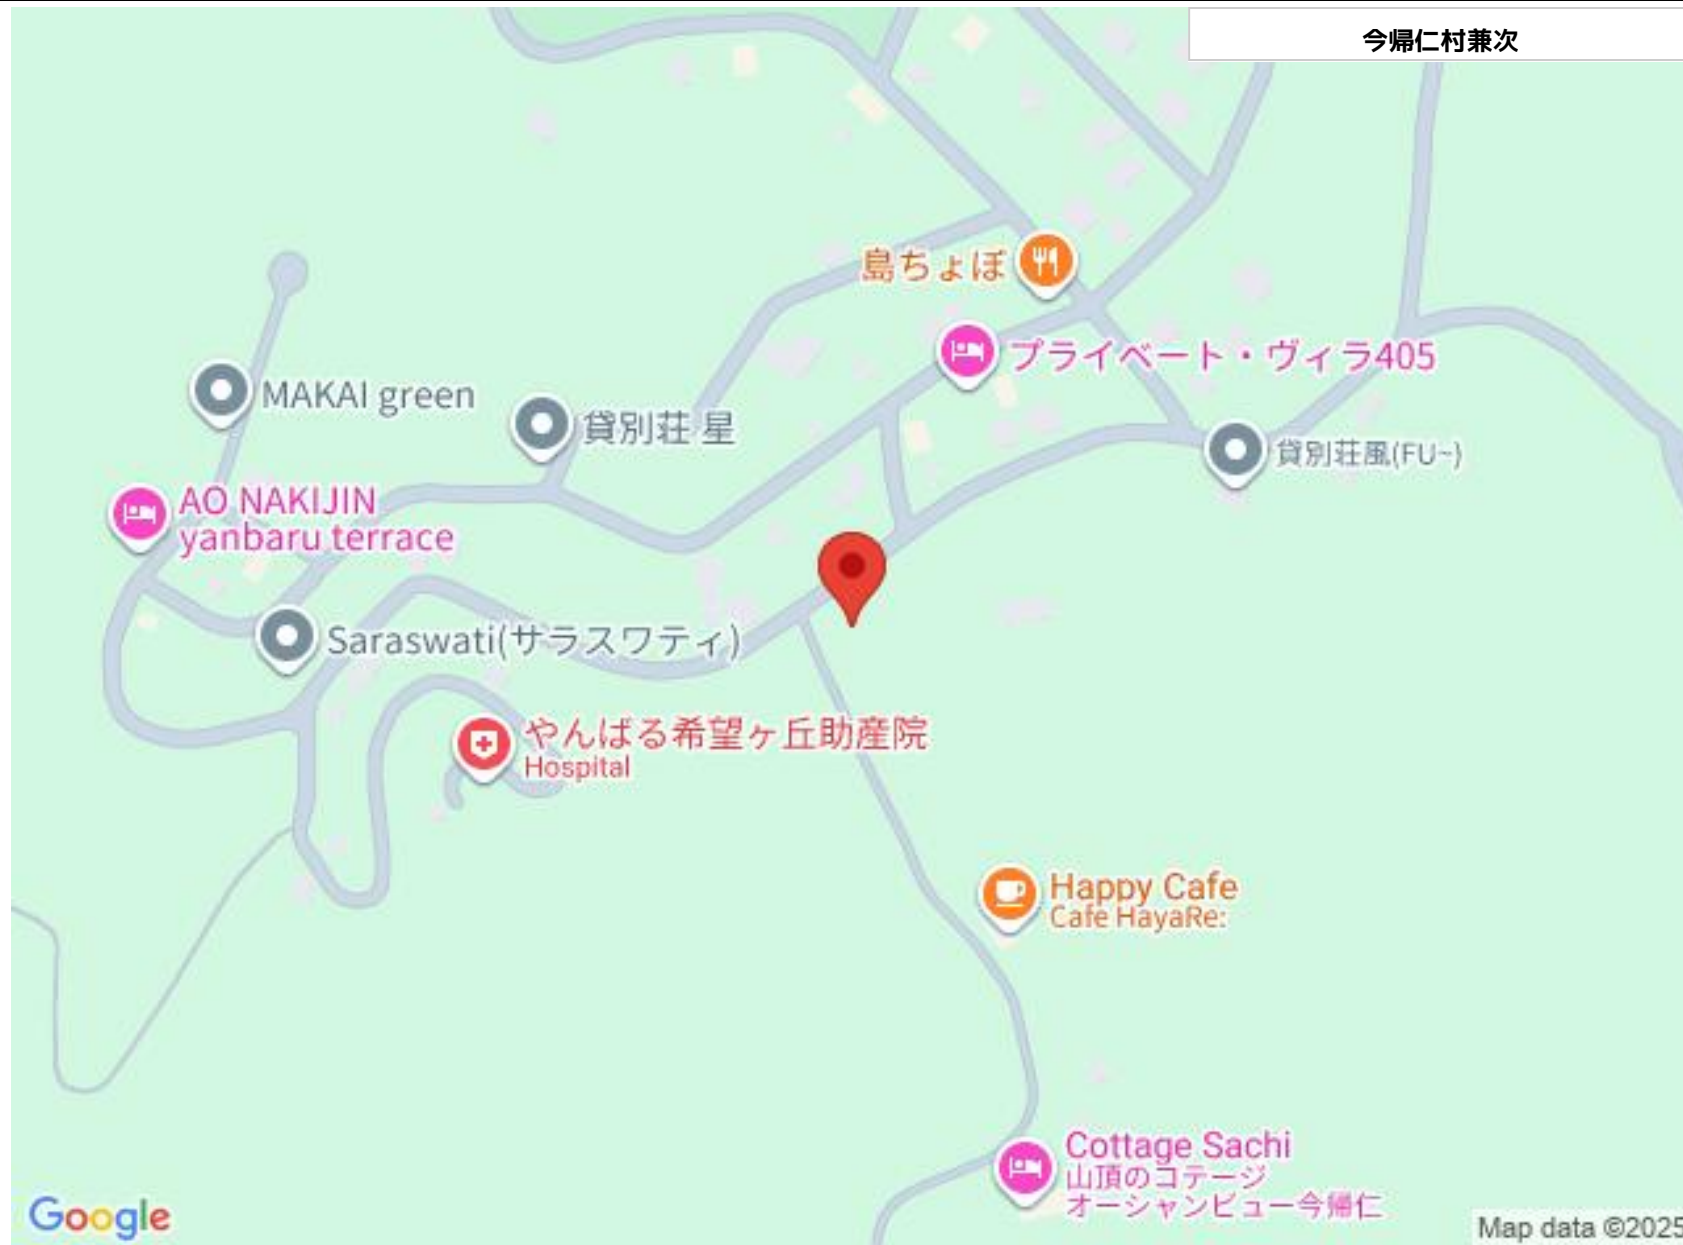 今帰仁村兼次
島ちょぼ
プライベート・ヴィラ405
MAKAI green
貸別荘 星
貸別荘風(FU~)
AO NAKIJIN
yanbaru terrace
Saraswati(サラスワティ)
やんばる希望ヶ丘助産院
Hospital
Happy Cafe
Cafe HayaRe:
Cottage Sachi
山頂のコテージ
オーシャンビュー今帰仁
Google
Map data ©2025